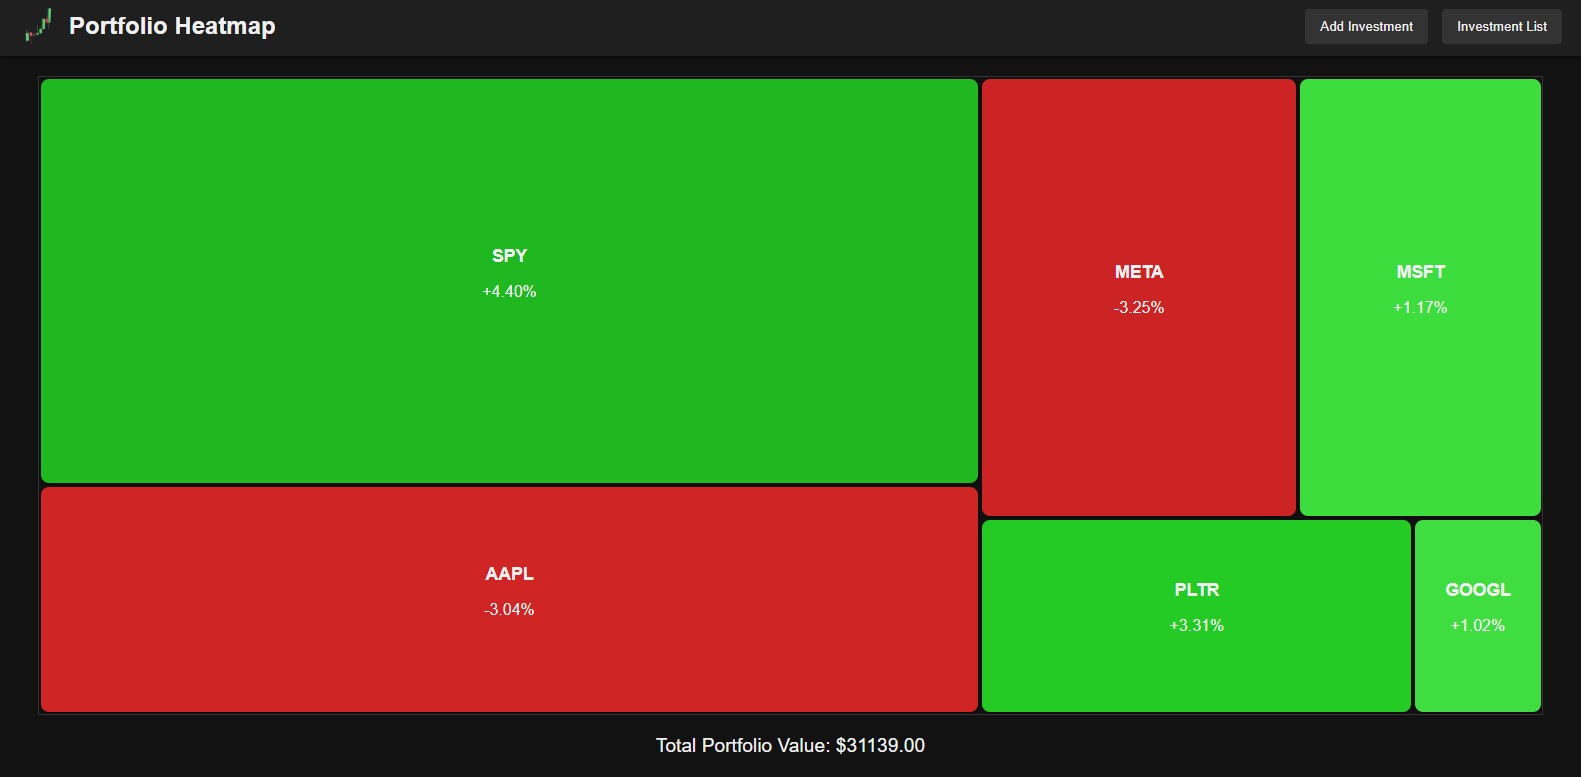 Portfolio Heatmap
Add Investment
Investment List
SPY
+4.40%
META
-3.25%
MSFT
+1.17%
AAPL
-3.04%
PLTR
+3.31%
GOOGL
+1.02%
Total Portfolio Value: $31139.00